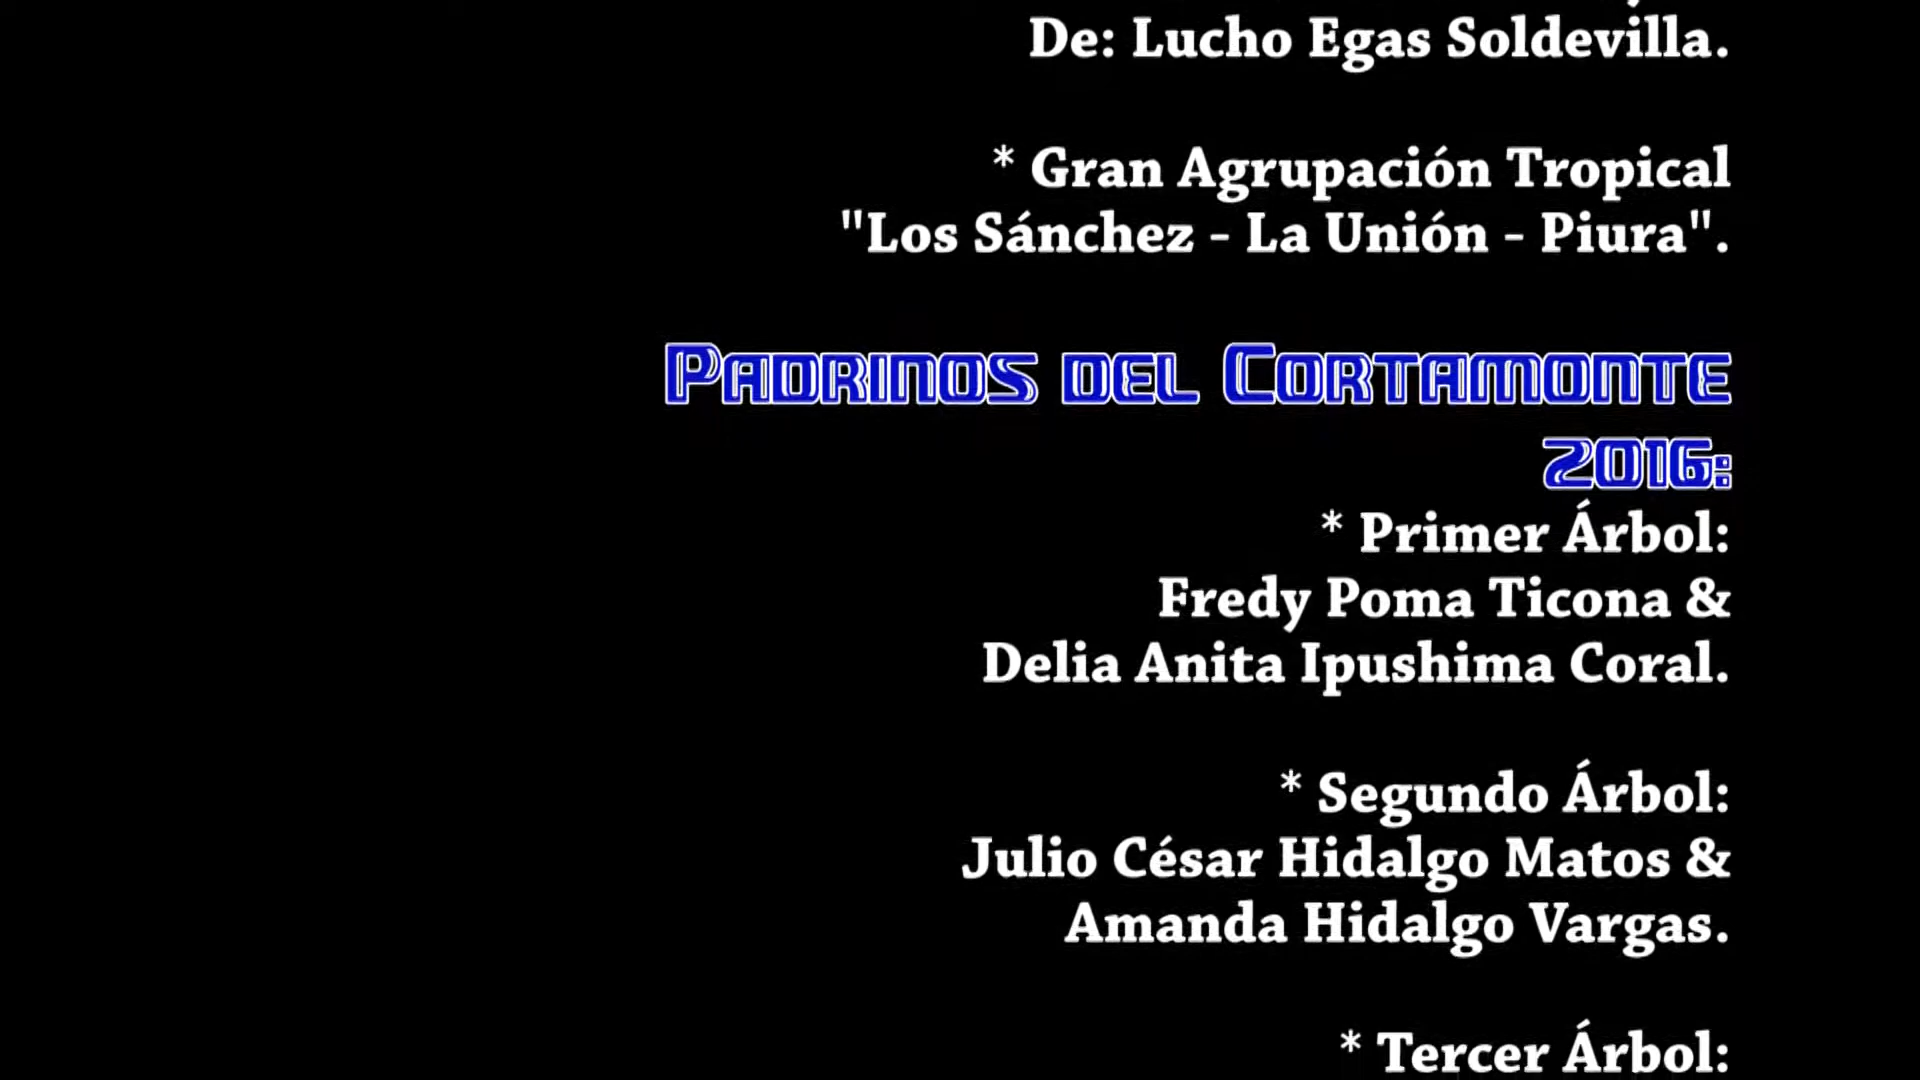 De: Lucho Egas Soldevilla.
* Gran Agrupación Tropical
"Los Sánchez - La Unión - Piura".
Padrinos del Cortamonte
2016:
* Primer Árbol:
Fredy Poma Ticona &
Delia Anita Ipushima Coral.
* Segundo Árbol:
Julio César Hidalgo Matos &
Amanda Hidalgo Vargas.
* Tercer Árbol: